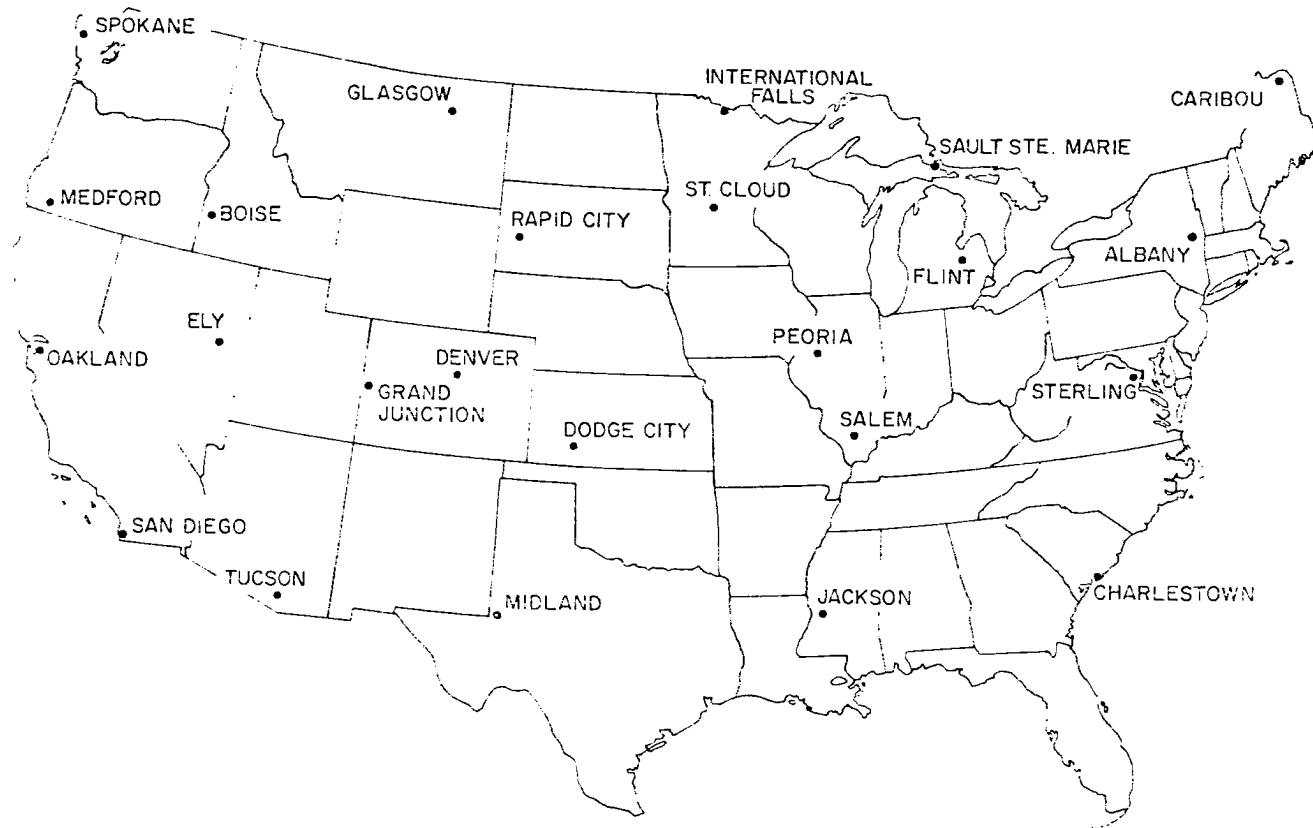 SPOKANE
GLASGOW
INTERNATIONAL
FALLS
CARIBOU
SAULT STE. MARIE
MEDFORD
BOISE
RAPID CITY
ST. CLOUD
ALBANY
FLINT
ELY
OAKLAND
DENVER
PEORIA
GRAND
JUNCTION
STERLING
DODGE CITY
SALEM
SAN DIEGO
TUCSON
MIDLAND
JACKSON
CHARLESTOWN